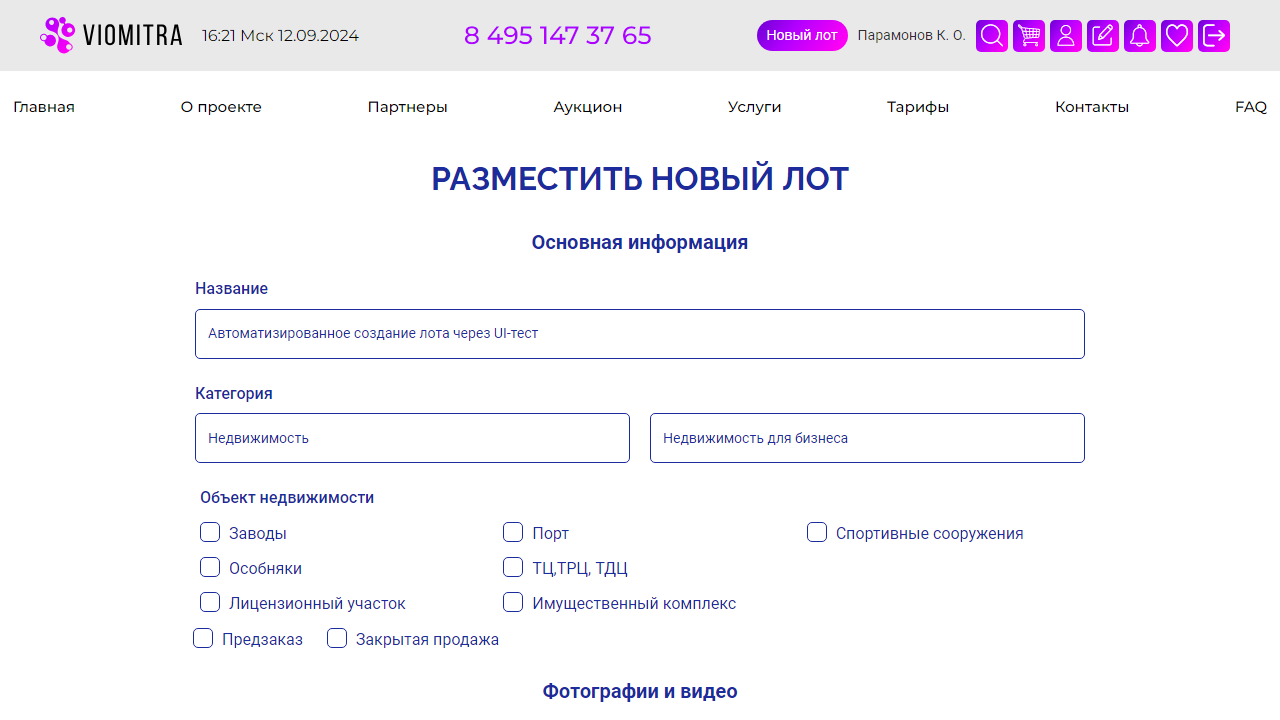 VIOMITRA 16:21 Мск 12.09.2024 8 495 147 37 65 Новый лот Парамонов К. О.
Главная О проекте Партнеры Аукцион Услуги Тарифы Контакты FAQ
РАЗМЕСТИТЬ НОВЫЙ ЛОТ
Основная информация
Название
Автоматизированное создание лота через UI-тест
Категория
Недвижимость Недвижимость для бизнеса
Объект недвижимости
Заводы Порт Спортивные сооружения
Особняки ТЦ,ТРЦ, ТДЦ
Лицензионный участок Имущественный комплекс
Предзаказ Закрытая продажа
Фотографии и видео